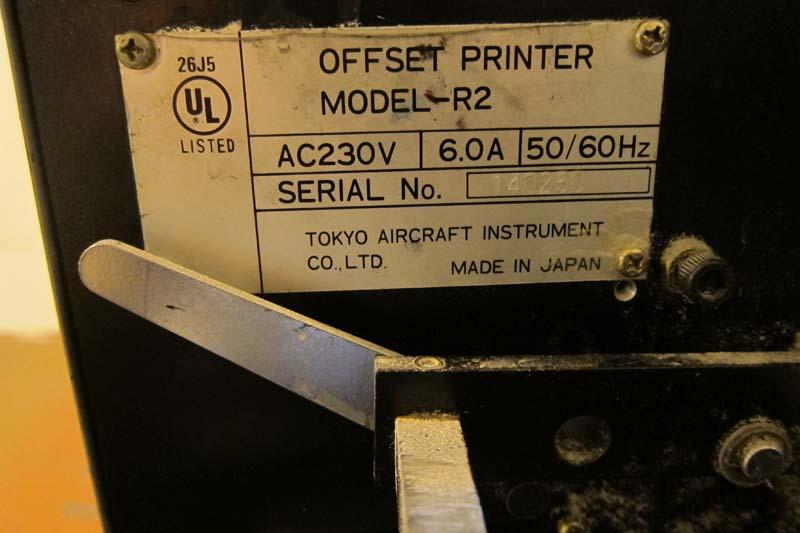 26J5
UL
LISTED
OFFSET PRINTER
MODEL-R2
AC230V 6.0A 50/60Hz
SERIAL No. 140250
TOKYO AIRCRAFT INSTRUMENT
CO.,LTD. MADE IN JAPAN